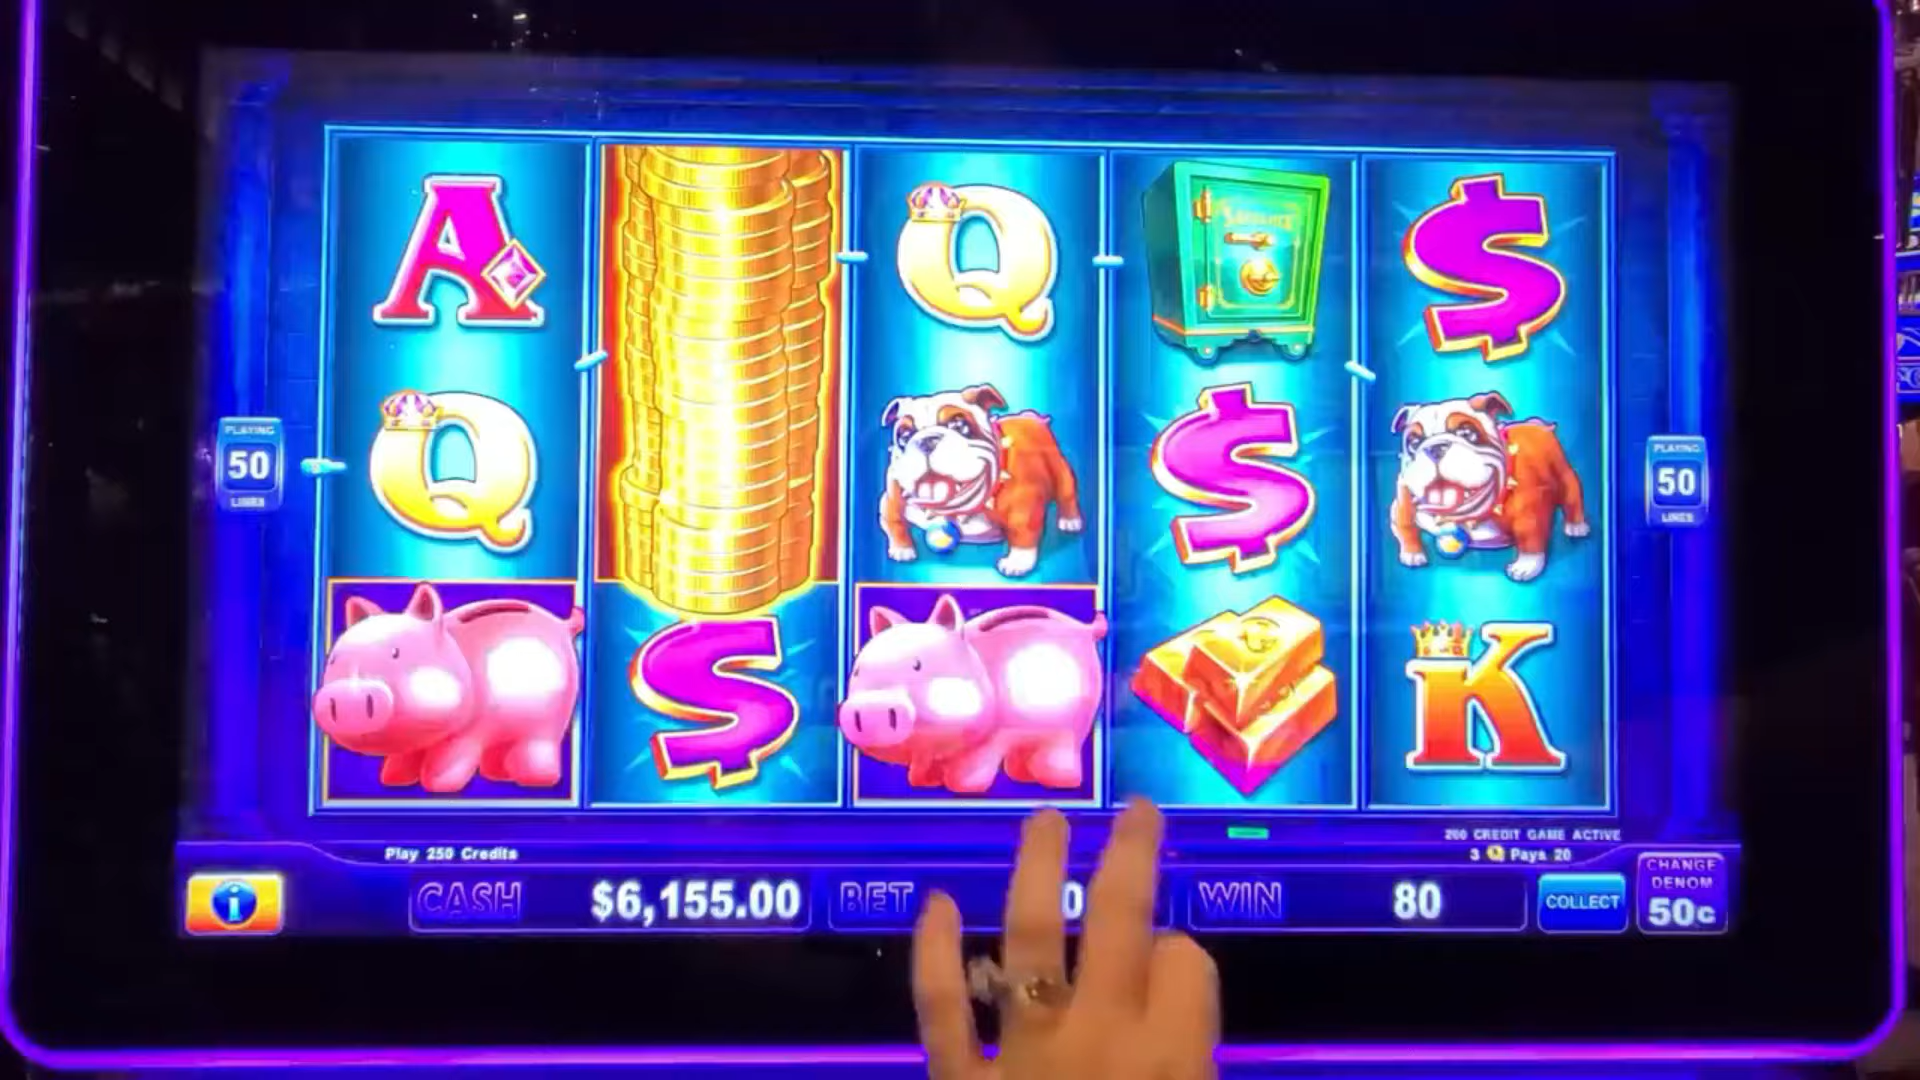 A
Q
$
Q
$
$
$
K
PLAYING
50
LINES
PLAYING
50
LINES
200 CREDIT GAME ACTIVE
Play 250 Credits
3 Q Pays 20
CASH $6,155.00
BET 0
WIN 80
COLLECT
CHANGE
DENOM
50c